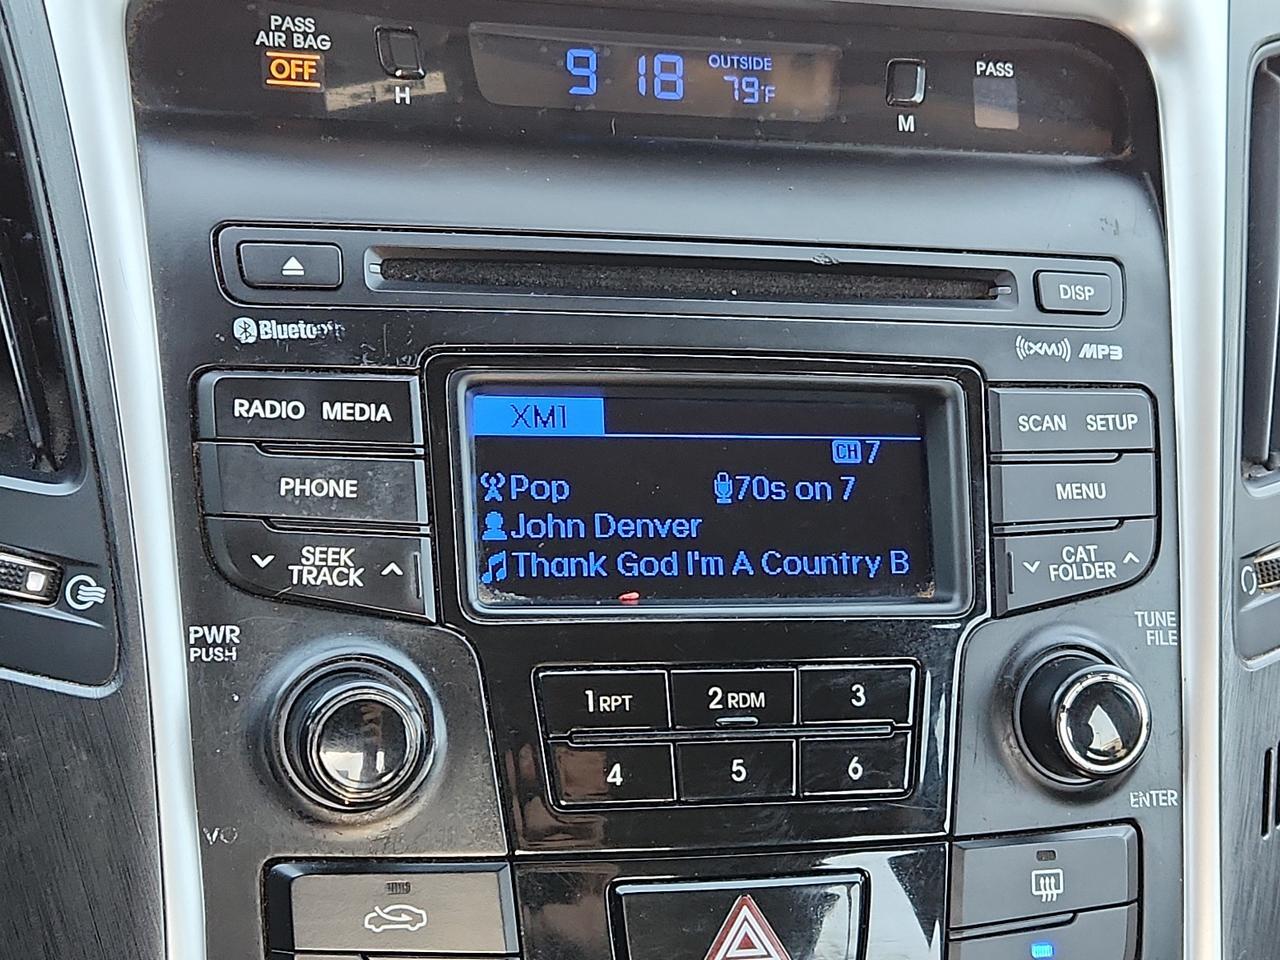 PASS
AIR BAG
OFF
H
9 18
OUTSIDE
79°F
M
PASS
DISP
Bluetooth
((XM)) MP3
RADIO MEDIA
XM1
SCAN SETUP
CH 7
PHONE
Pop
70s on 7
MENU
John Denver
SEEK
TRACK
Thank God I'm A Country B
CAT
FOLDER
PWR
PUSH
TUNE
FILE
1 RPT
2 RDM
3
4
5
6
ENTER
VO